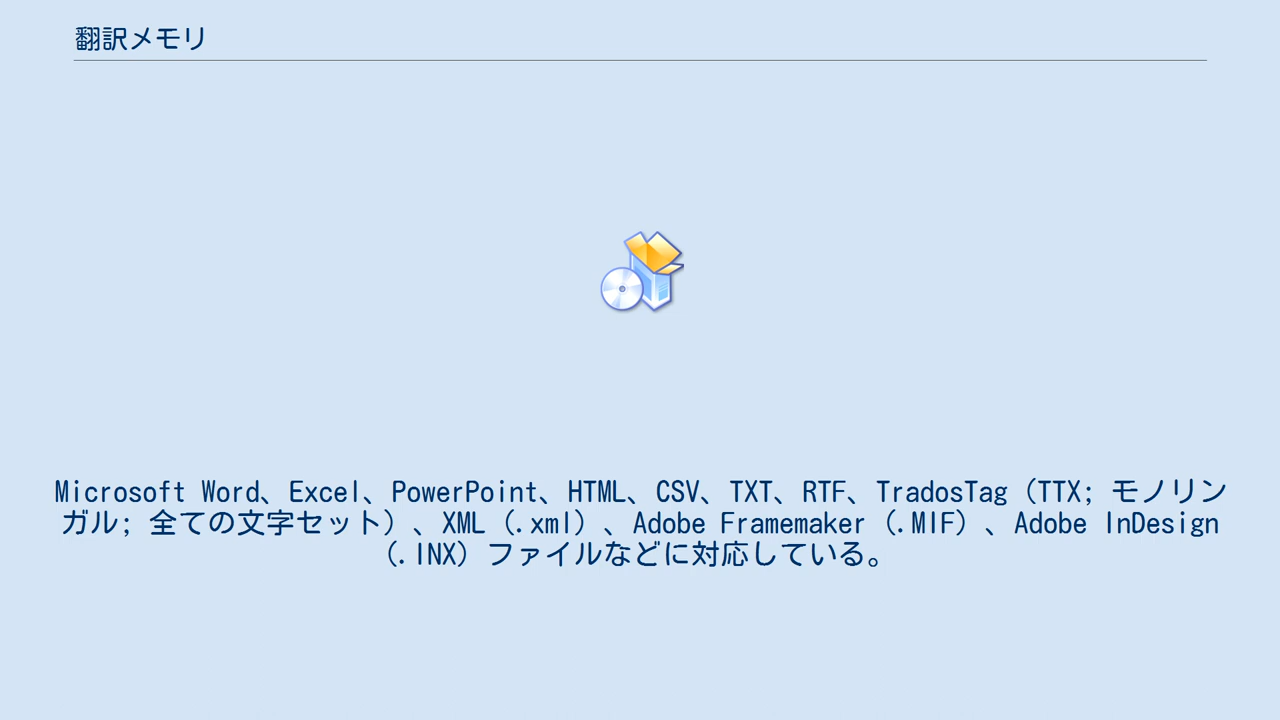 翻訳メモリ
Microsoft Word、Excel、PowerPoint、HTML、CSV、TXT、RTF、TradosTag（TTX; モノリン
ガル; 全ての文字セット）、XML（.xml）、Adobe Framemaker（.MIF）、Adobe InDesign
（.INX）ファイルなどに対応している。